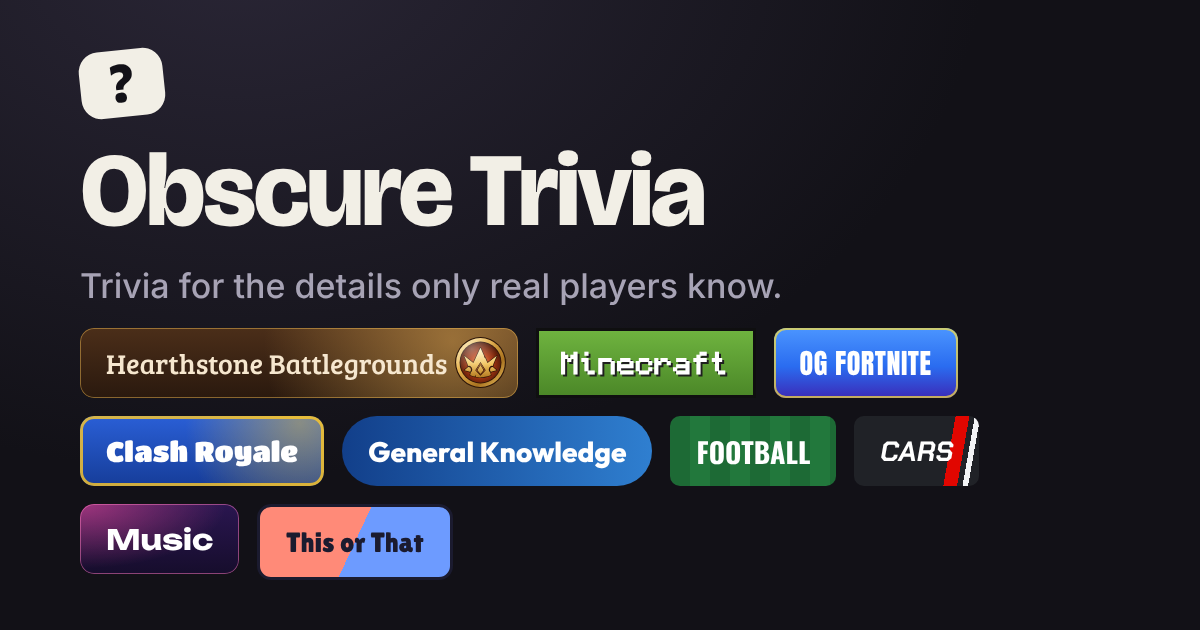 ?
Obscure Trivia
Trivia for the details only real players know.
Hearthstone Battlegrounds Minecraft OG FORTNITE
Clash Royale General Knowledge FOOTBALL CARS
Music This or That